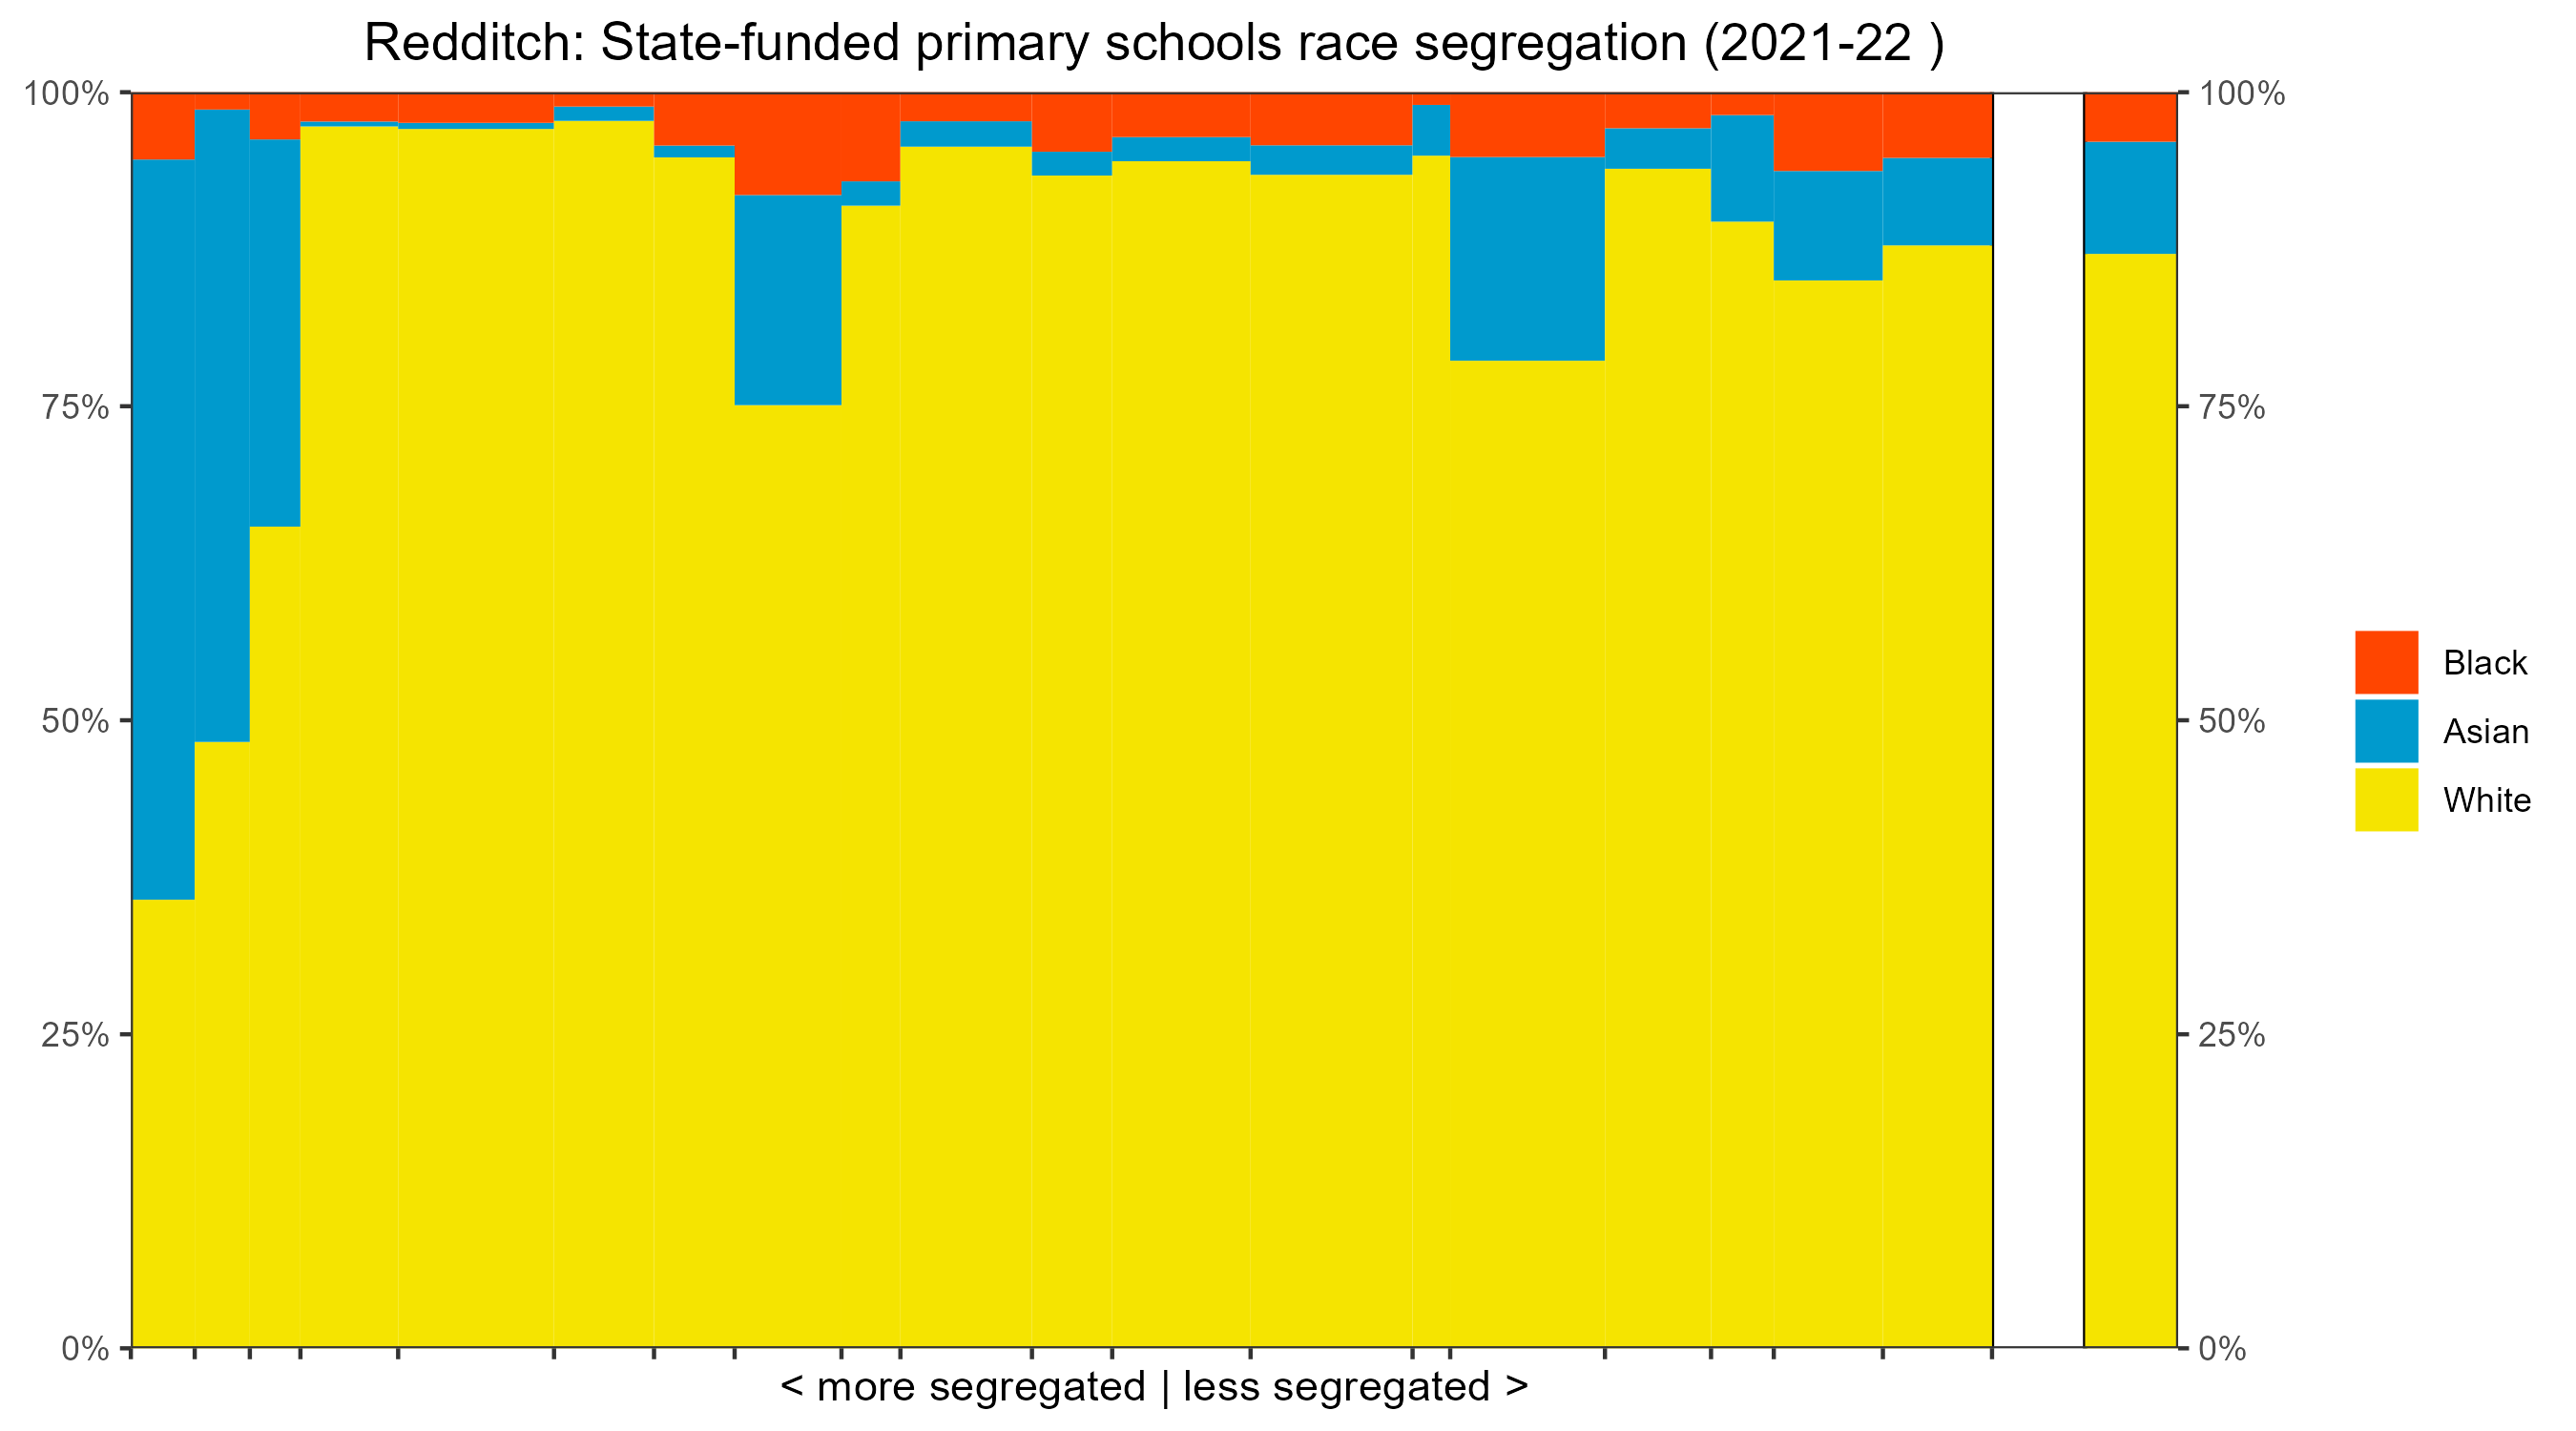 Redditch: State-funded primary schools race segregation (2021-22 )
100%
75%
50%
25%
0%
100%
75%
50%
25%
0%
Black
Asian
White
< more segregated | less segregated >